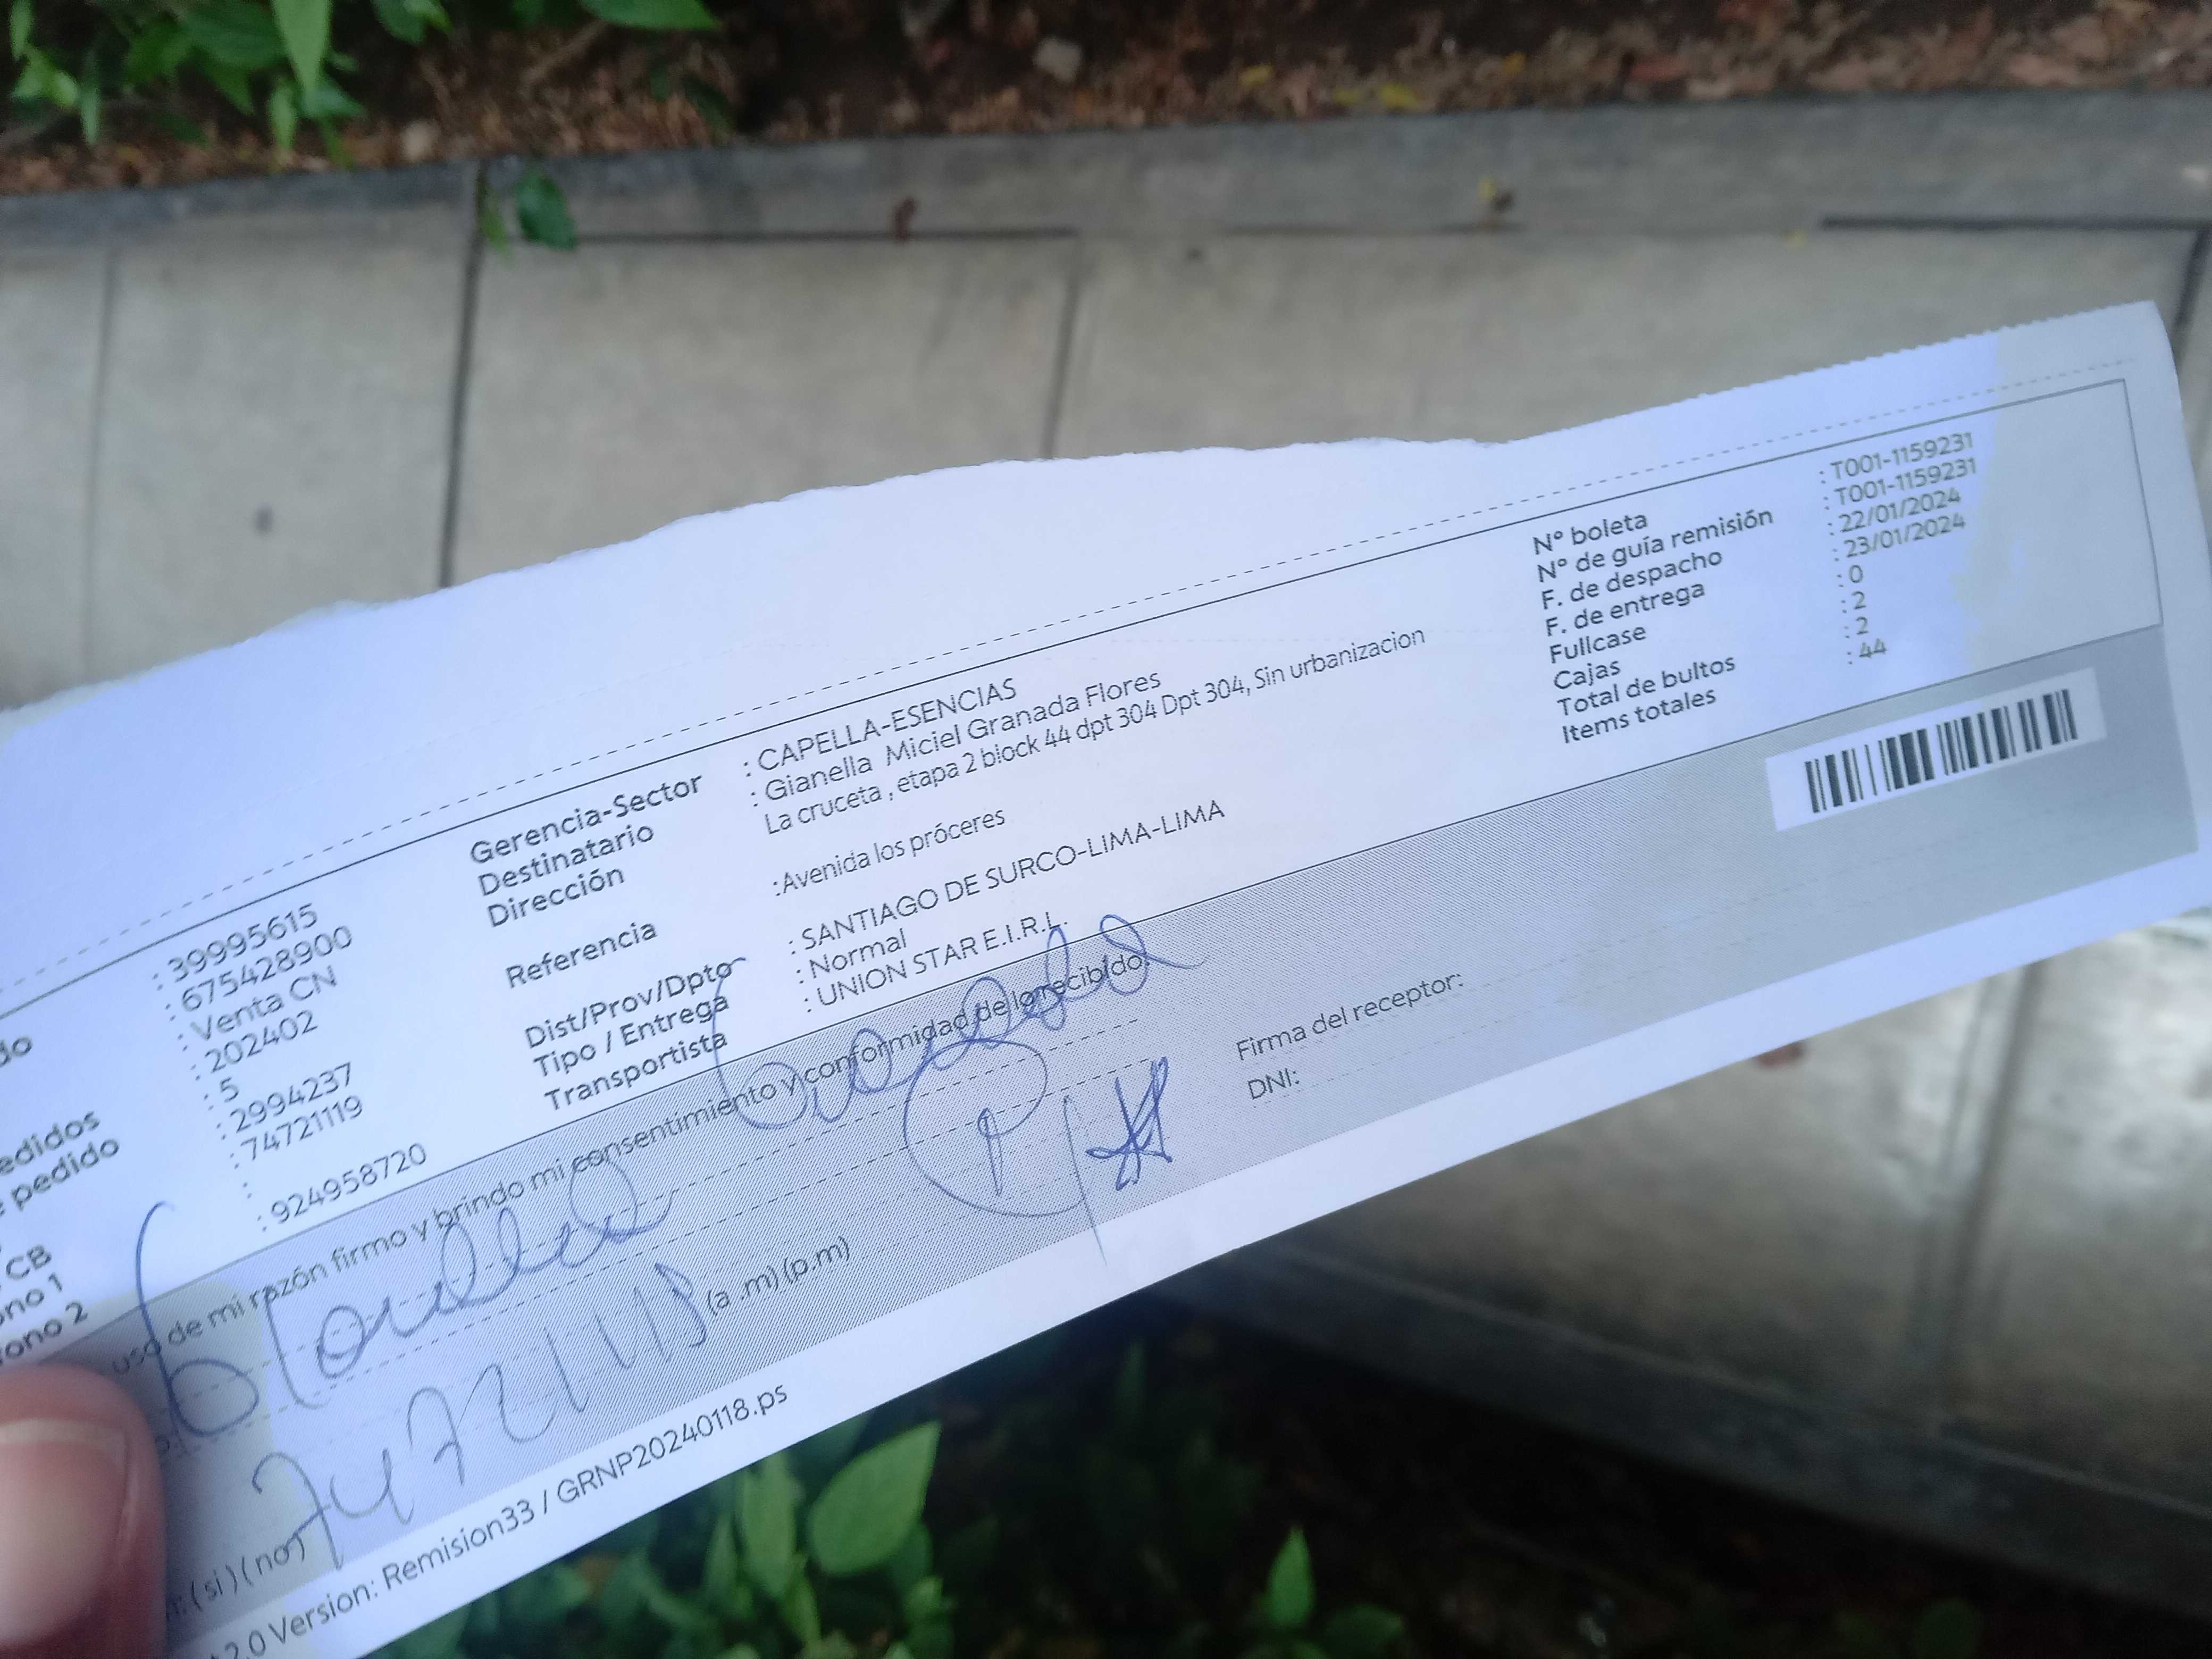 do : 39995615
: 675428900
: Venta CN
: 202402
edidos : 5
pedido : 2994237
: 74721119
CB :
ono 1 : 924958720
ono 2
Gerencia-Sector : CAPELLA-ESENCIAS
Destinatario : Gianella Miciel Granada Flores
Dirección La cruceta , etapa 2 block 44 dpt 304 Dpt 304, Sin urbanizacion
Referencia :Avenida los próceres
Dist/Prov/Dpto : SANTIAGO DE SURCO-LIMA-LIMA
Tipo / Entrega : Normal
Transportista : UNION STAR E.I.R.L.
N° boleta : T001-1159231
N° de guía remisión : T001-1159231
F. de despacho : 22/01/2024
F. de entrega : 23/01/2024
Fullcase : 0
Cajas : 2
Total de bultos : 2
Items totales : 44
uso de mi razón firmo y brindo mi consentimiento y conformidad de lo recibido.
Firma del receptor:
DNI:
(a .m) (p.m)
: (si) (no)
2.0 Version: Remision33 / GRNP20240118.ps